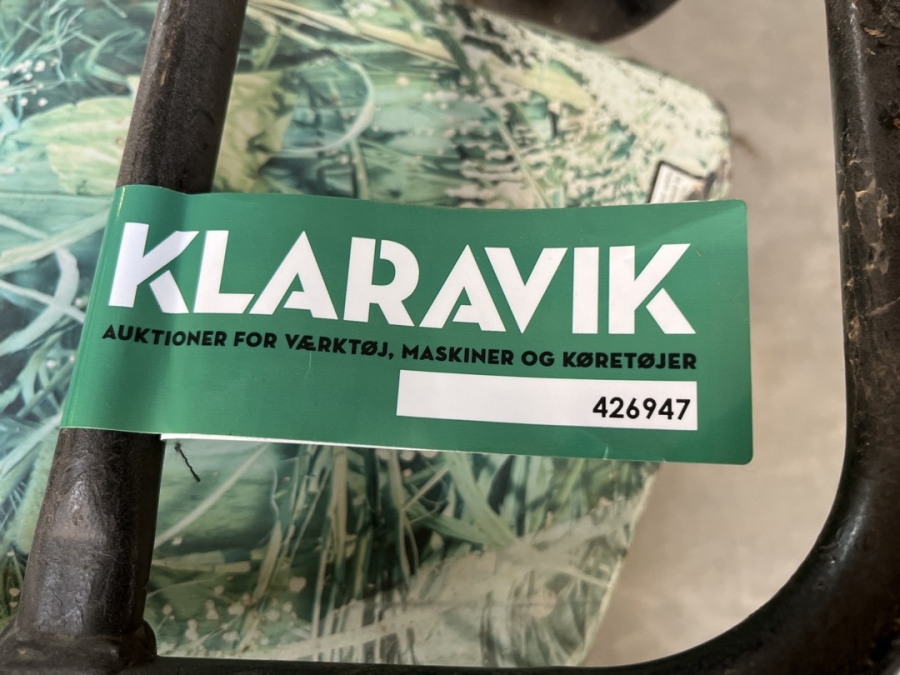 KLARAVIK
AUKTIONER FOR VÆRKTØJ, MASKINER OG KØRETØJER
426947